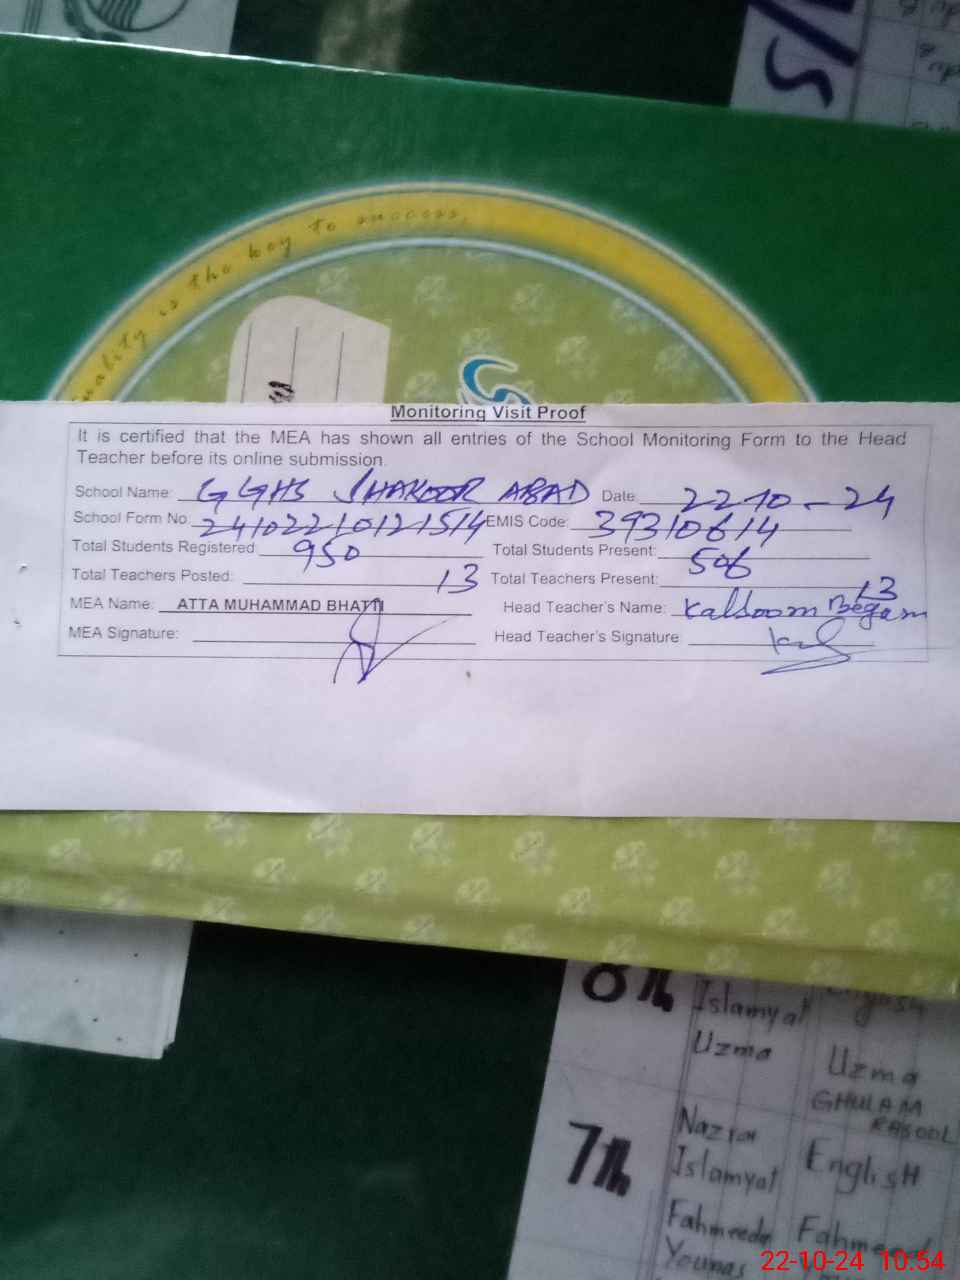 uality is the key to success.
Monitoring Visit Proof
It is certified that the MEA has shown all entries of the School Monitoring Form to the Head
Teacher before its online submission.
School Name: GGHS SHAKOOR ABAD Date: 22-10-24
School Form No: 24102210121514 EMIS Code: 39310614
Total Students Registered: 950 Total Students Present: 506
Total Teachers Posted: 13 Total Teachers Present: 13
MEA Name: ATTA MUHAMMAD BHATTI Head Teacher's Name: Kalsoom Begam
MEA Signature: Head Teacher's Signature
8th Islamyat English
Uzma Uzma
GHULAM
RASOOL
7th Nazra
Islamyat English
Fahmeeda Fahmeed
Younas
22-10-24 10:54